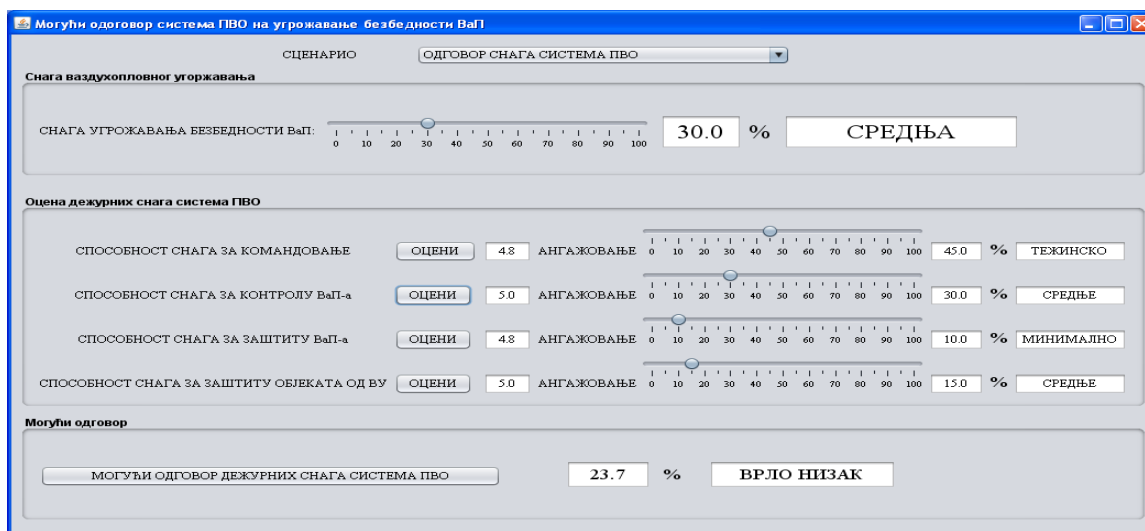 Могући одоговор система ПВО на угрожавање безбедности ВаП
СЦЕНАРИО ОДГОВОР СНАГА СИСТЕМА ПВО
Снага ваздухопловног угоржавања
СНАГА УГРОЖАВАЊА БЕЗБЕДНОСТИ ВаП: 30.0 % СРЕДЊА
0 10 20 30 40 50 60 70 80 90 100
Оцена дежурних снага система ПВО
СПОСОБНОСТ СНАГА ЗА КОМАНДОВАЊЕ ОЦЕНИ 4.8 АНГАЖОВАЊЕ 0 10 20 30 40 50 60 70 80 90 100 45.0 % ТЕЖИНСКО
СПОСОБНОСТ СНАГА ЗА КОНТРОЛУ ВаП-а ОЦЕНИ 5.0 АНГАЖОВАЊЕ 0 10 20 30 40 50 60 70 80 90 100 30.0 % СРЕДЊЕ
СПОСОБНОСТ СНАГА ЗА ЗАШТИТУ ВаП-а ОЦЕНИ 4.8 АНГАЖОВАЊЕ 0 10 20 30 40 50 60 70 80 90 100 10.0 % МИНИМАЛНО
СПОСОБНОСТ СНАГА ЗА ЗАШТИТУ ОБЈЕКАТА ОД ВУ ОЦЕНИ 5.0 АНГАЖОВАЊЕ 0 10 20 30 40 50 60 70 80 90 100 15.0 % СРЕДЊЕ
Могући одговор
МОГУЋИ ОДГОВОР ДЕЖУРНИХ СНАГА СИСТЕМА ПВО 23.7 % ВРЛО НИЗАК